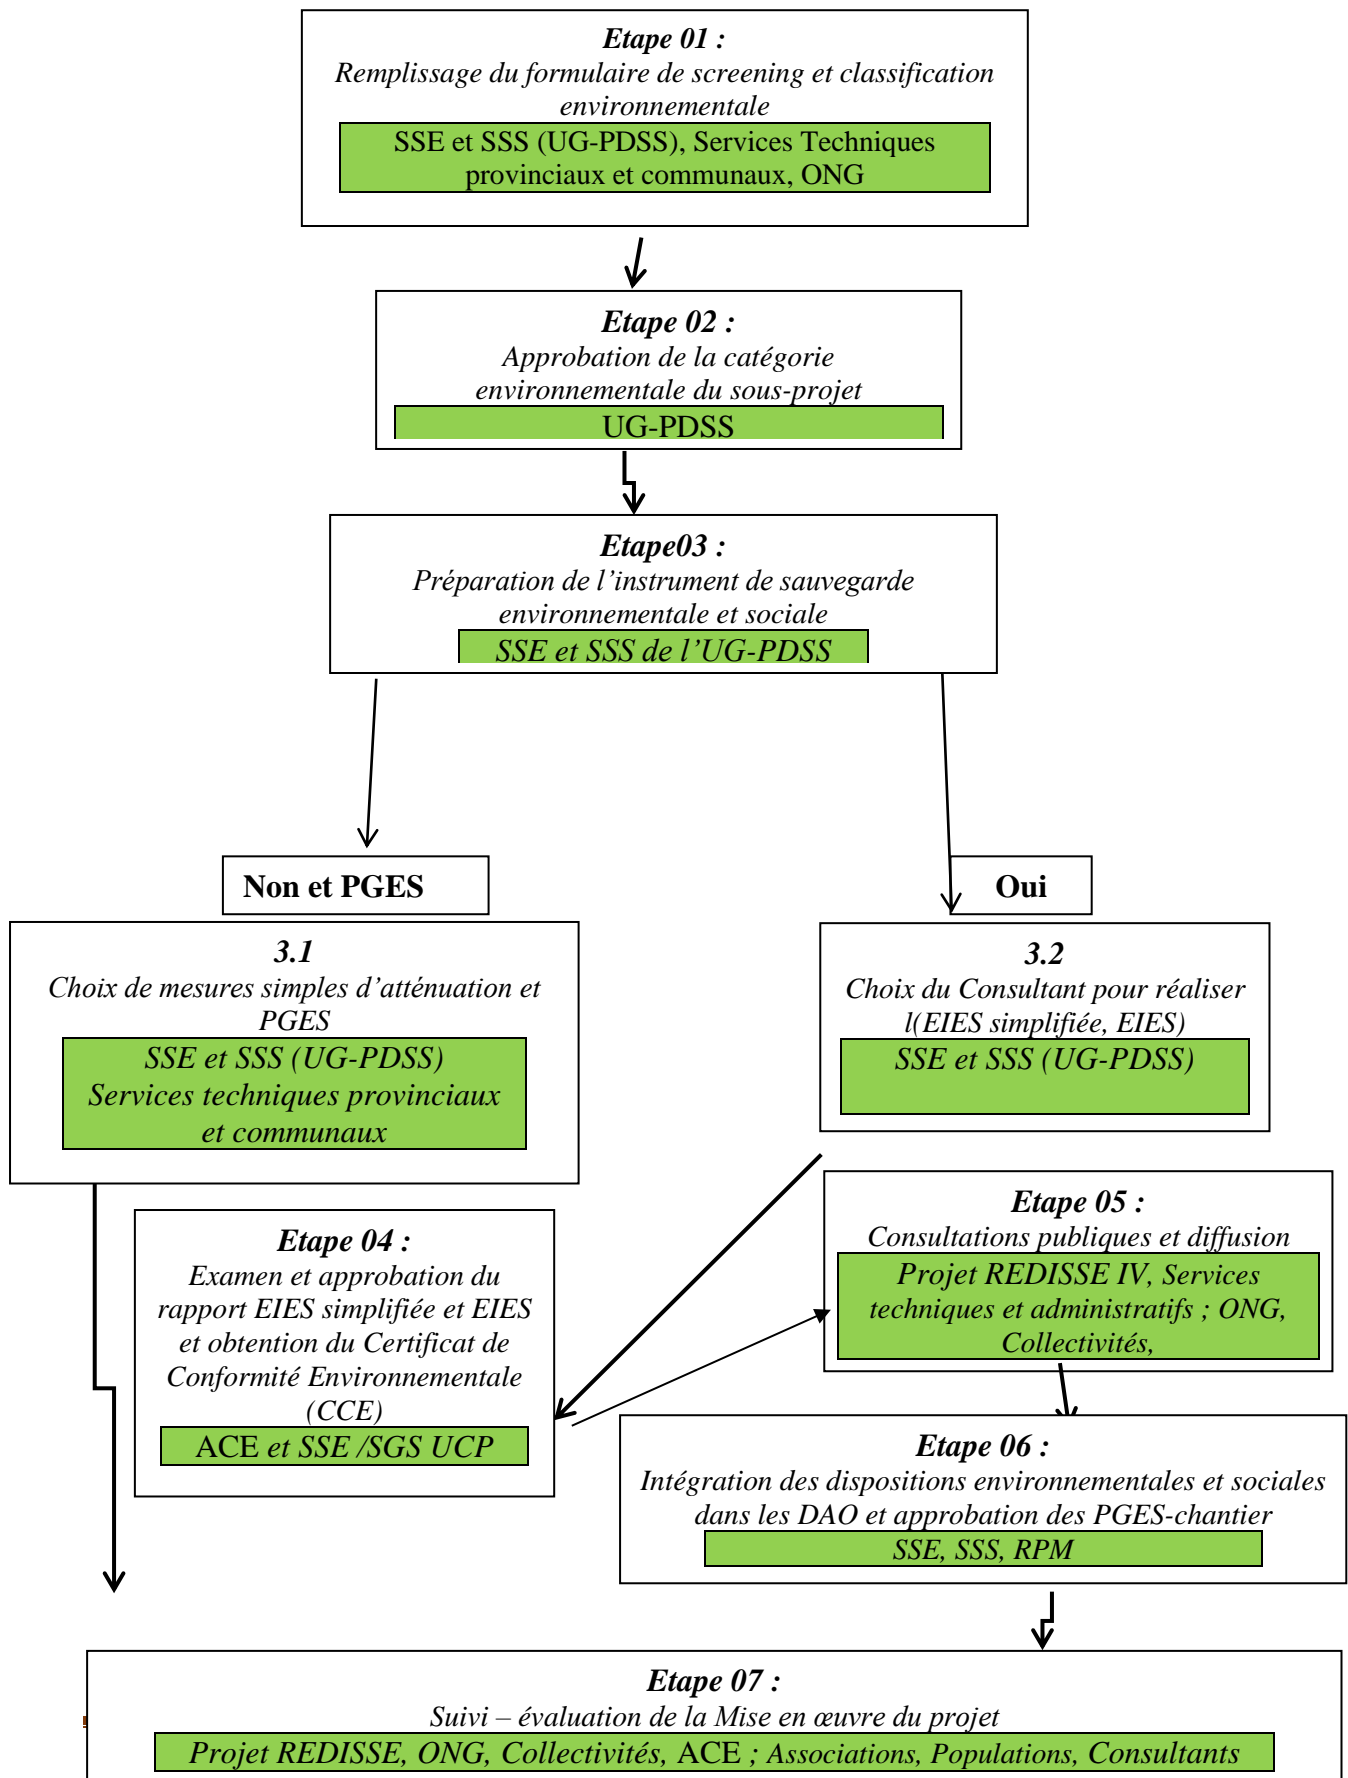 Etape 01 :
Remplissage du formulaire de screening et classification
environnementale
SSE et SSS (UG-PDSS), Services Techniques
provinciaux et communaux, ONG
Etape 02 :
Approbation de la catégorie
environnementale du sous-projet
UG-PDSS
Etape03 :
Préparation de l’instrument de sauvegarde
environnementale et sociale
SSE et SSS de l’UG-PDSS
Non et PGES
Oui
3.1
Choix de mesures simples d’atténuation et
PGES
SSE et SSS (UG-PDSS)
Services techniques provinciaux
et communaux
3.2
Choix du Consultant pour réaliser
l(EIES simplifiée, EIES)
SSE et SSS (UG-PDSS)
Etape 04 :
Examen et approbation du
rapport EIES simplifiée et EIES
et obtention du Certificat de
Conformité Environnementale
(CCE)
ACE et SSE /SGS UCP
Etape 05 :
Consultations publiques et diffusion
Projet REDISSE IV, Services
techniques et administratifs ; ONG,
Collectivités,
Etape 06 :
Intégration des dispositions environnementales et sociales
dans les DAO et approbation des PGES-chantier
SSE, SSS, RPM
Etape 07 :
Suivi – évaluation de la Mise en œuvre du projet
Projet REDISSE, ONG, Collectivités, ACE ; Associations, Populations, Consultants